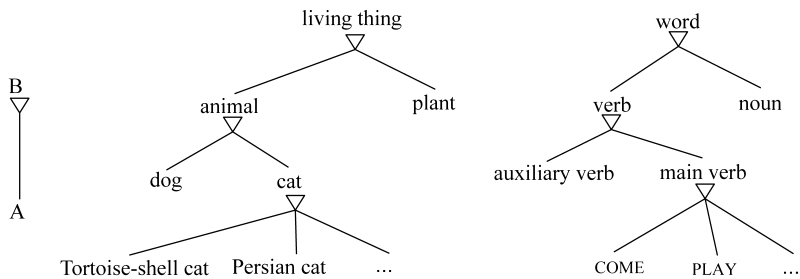 living thing
word
B
animal
plant
verb
noun
dog
cat
auxiliary verb
main verb
A
Tortoise-shell cat
Persian cat
...
COME
PLAY
...